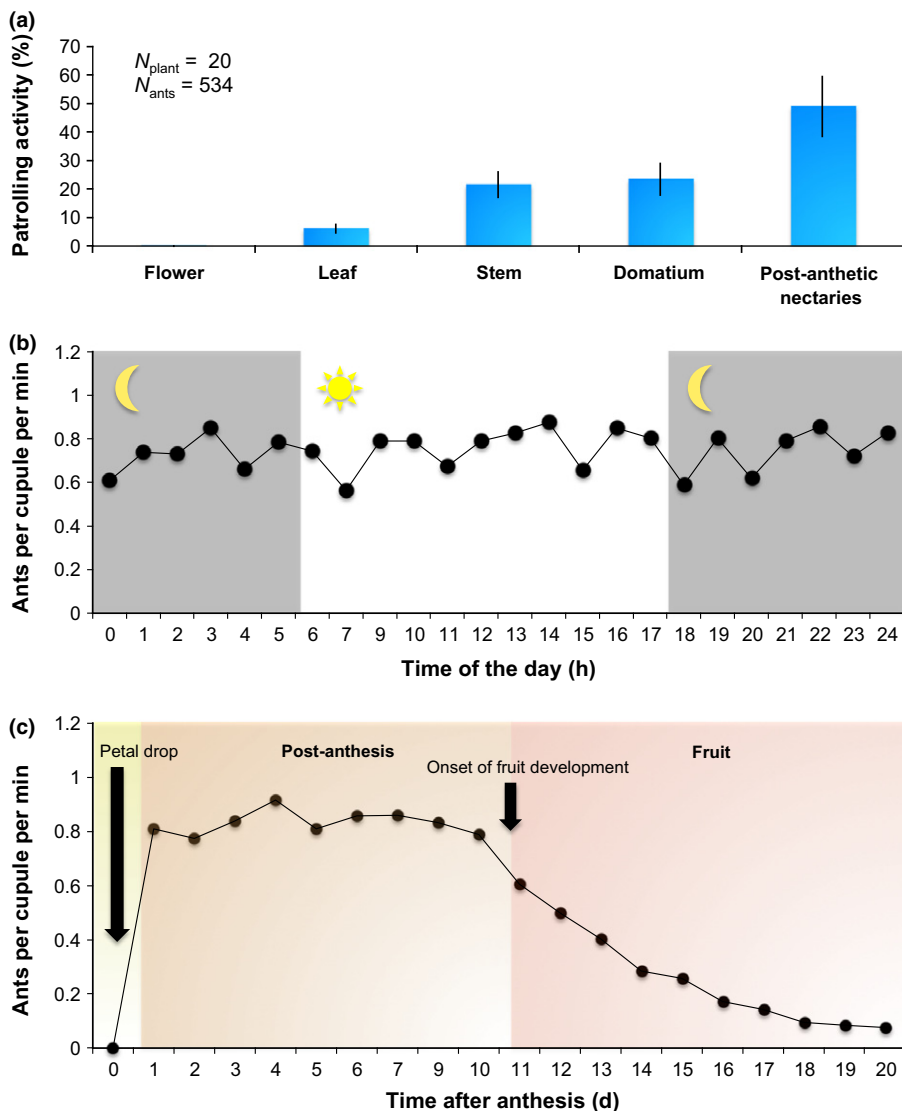 (a)
70
60
50
40
30
20
10
0
Patrolling activity (%)
Nplant = 20
Nants = 534
Flower Leaf Stem Domatium Post-anthetic
nectaries
(b)
1.2
1
0.8
0.6
0.4
0.2
0
Ants per cupule per min
0 1 2 3 4 5 6 7 9 10 11 12 13 14 15 16 17 18 19 20 21 22 23 24
Time of the day (h)
(c)
1.2
1
0.8
0.6
0.4
0.2
0
Ants per cupule per min
Petal drop
Post-anthesis
Onset of fruit development
Fruit
0 1 2 3 4 5 6 7 8 9 10 11 12 13 14 15 16 17 18 19 20
Time after anthesis (d)